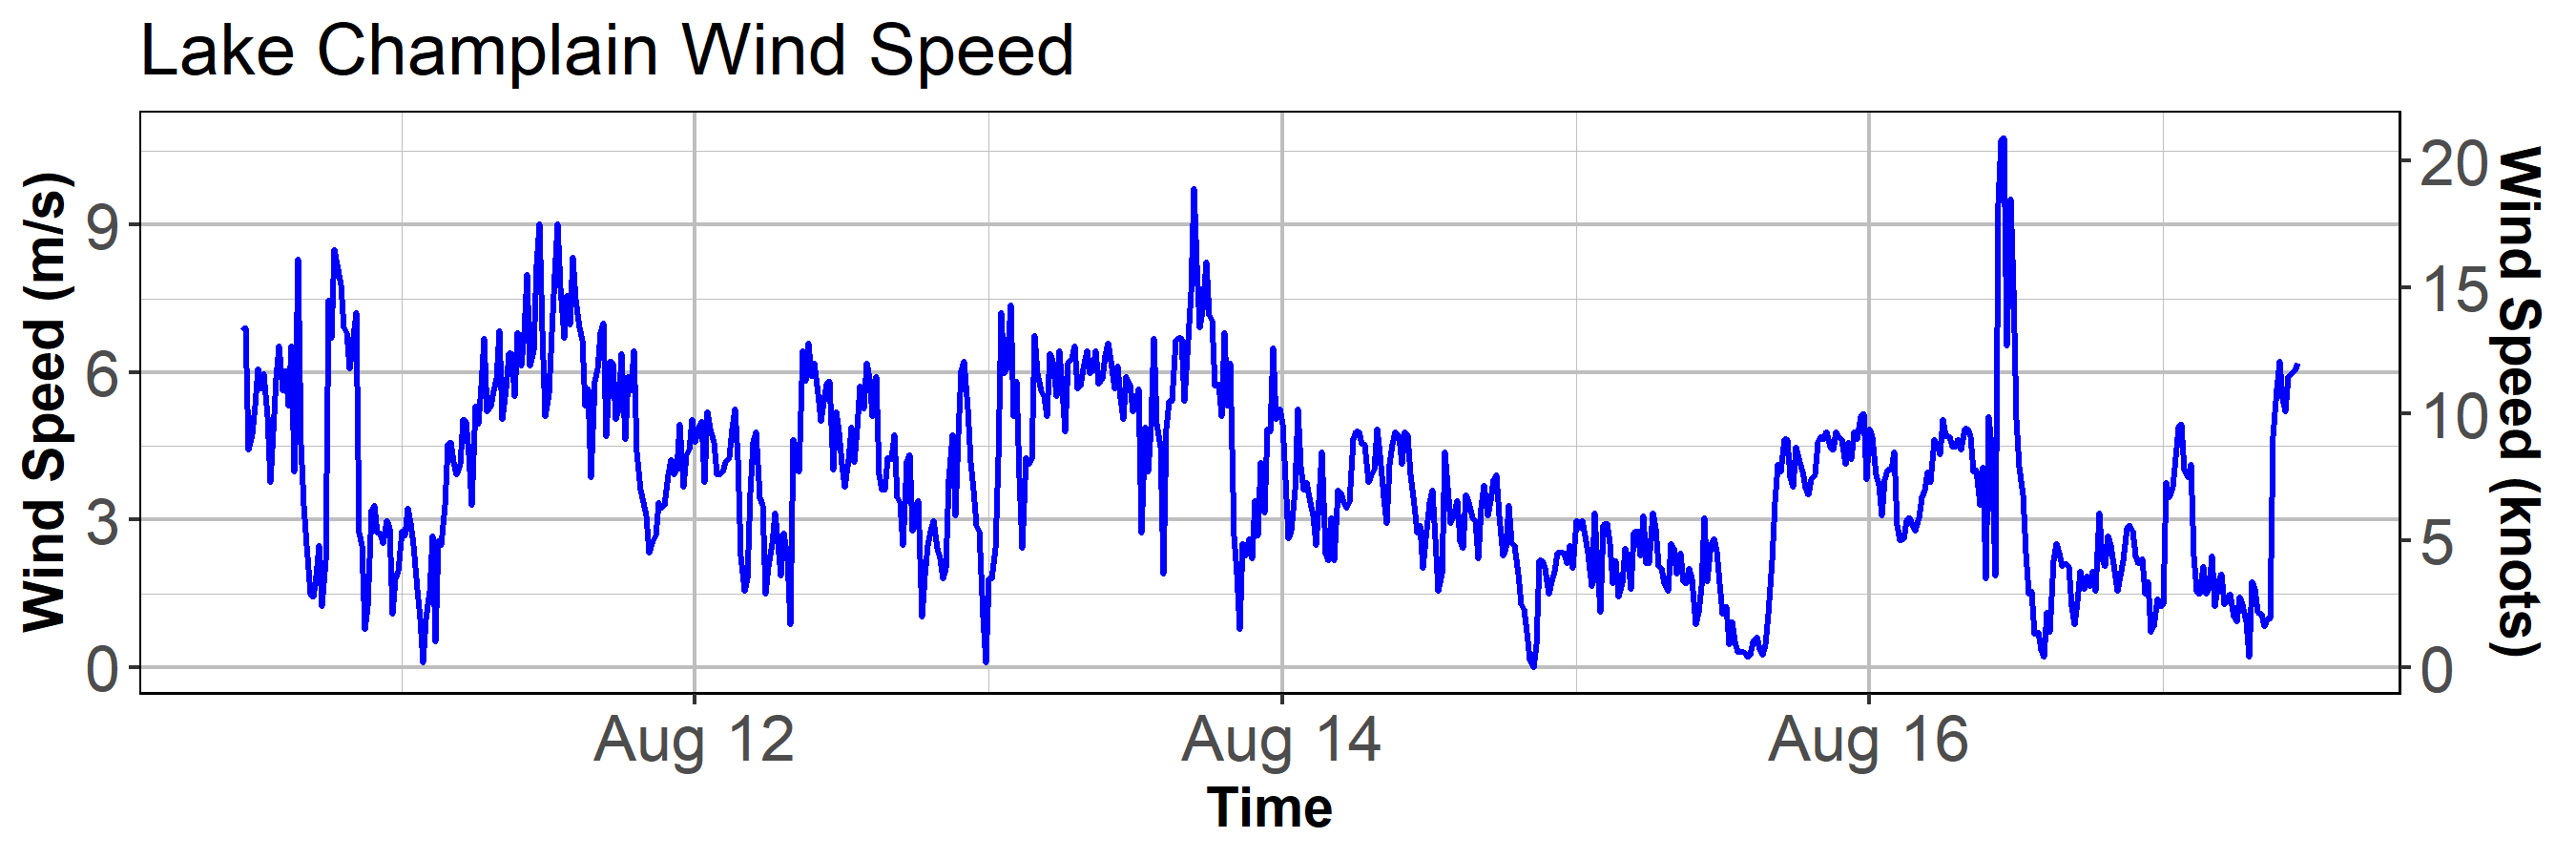 Lake Champlain Wind Speed
Wind Speed (m/s)
9
6
3
0
20
15
10
5
0
Wind Speed (knots)
Aug 12
Aug 14
Aug 16
Time